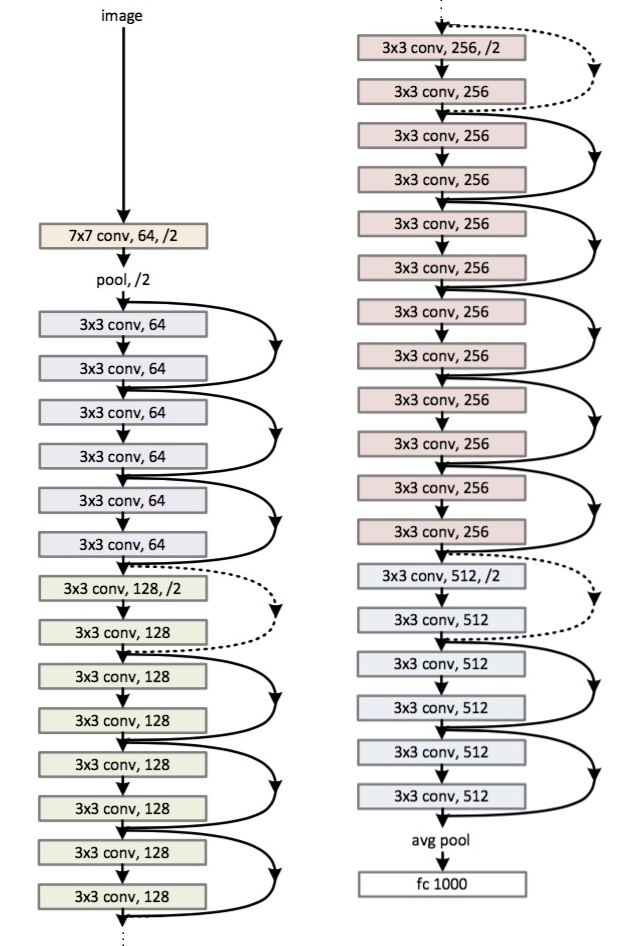 image
7x7 conv, 64, /2
pool, /2
3x3 conv, 64
3x3 conv, 64
3x3 conv, 64
3x3 conv, 64
3x3 conv, 64
3x3 conv, 64
3x3 conv, 128, /2
3x3 conv, 128
3x3 conv, 128
3x3 conv, 128
3x3 conv, 128
3x3 conv, 128
3x3 conv, 128
3x3 conv, 128
3x3 conv, 256, /2
3x3 conv, 256
3x3 conv, 256
3x3 conv, 256
3x3 conv, 256
3x3 conv, 256
3x3 conv, 256
3x3 conv, 256
3x3 conv, 256
3x3 conv, 256
3x3 conv, 256
3x3 conv, 256
3x3 conv, 512, /2
3x3 conv, 512
3x3 conv, 512
3x3 conv, 512
3x3 conv, 512
3x3 conv, 512
avg pool
fc 1000